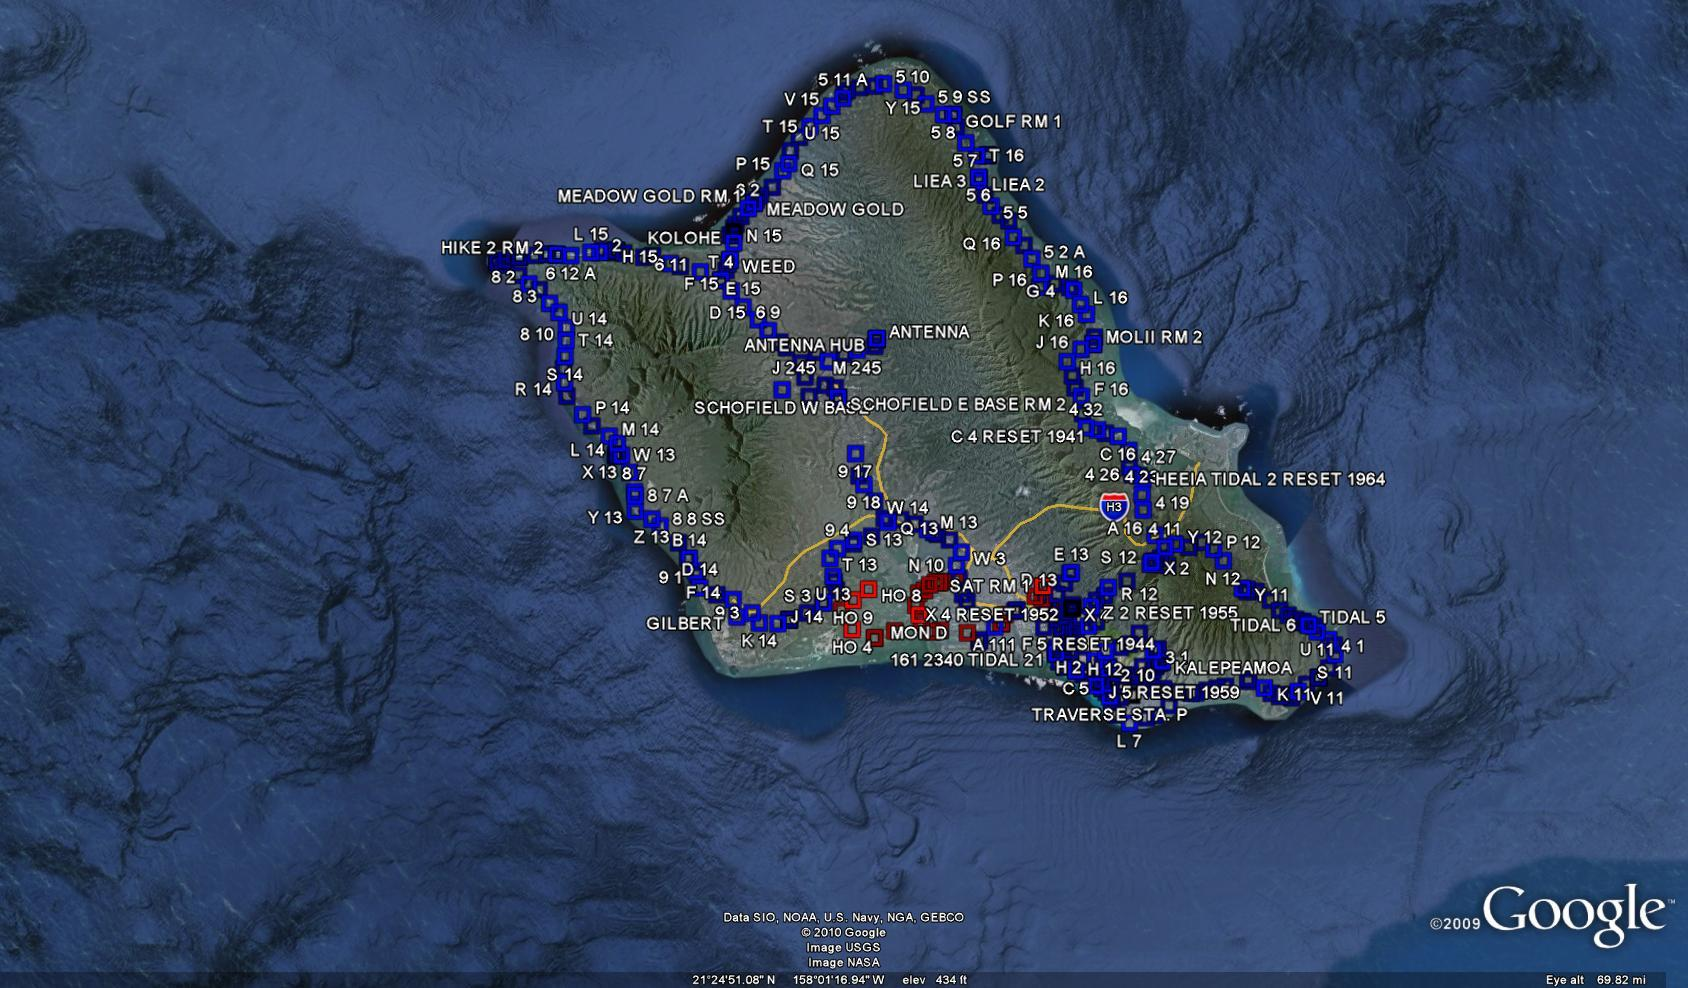 5 11 A
5 10
V 15
Y 15
5 9 SS
T 15
U 15
5 8
GOLF RM 1
P 15
Q 15
5 7
T 16
LIEA 3
LIEA 2
MEADOW GOLD RM 1
6 2
5 6
MEADOW GOLD
5 5
L 15
KOLOHE
N 15
Q 16
HIKE 2 RM 2
2
H 15
6 11
T 4
WEED
5 2 A
8 2
6 12 A
F 15
E 15
P 16
G 4
M 16
8 3
D 15
6 9
L 16
U 14
K 16
8 10
T 14
ANTENNA
ANTENNA HUB
J 16
MOLII RM 2
S 14
J 245
M 245
H 16
R 14
F 16
P 14
SCHOFIELD W BAS
SCHOFIELD E BASE RM 2
4 32
M 14
C 4 RESET 1941
L 14
W 13
C 16
4 27
X 13
8 7
9 17
4 26
4 23
HEEIA TIDAL 2 RESET 1964
8 7 A
9 18
W 14
H3
4 19
Y 13
8 8 SS
9 4
Q 13
M 13
A 16
4 11
Z 13
B 14
S 13
Y 12
P 12
9 1
D 14
T 13
N 10
W 3
E 13
S 12
X 2
F 14
S 3
U 13
HO 8
SAT RM 1
D 13
R 12
N 12
Y 11
9 3
GILBERT
J 14
HO 9
X 4 RESET 1952
X
Z 2 RESET 1955
TIDAL 6
TIDAL 5
K 14
HO 4
MON D
A 111
F 5 RESET 1944
U 11
4 1
161 2340 TIDAL 21
H 2
H 12
2 10
3 1
KALEPEAMOA
S 11
C 5
J 5 RESET 1959
K 11
V 11
TRAVERSE STA. P
L 7
Data SIO, NOAA, U.S. Navy, NGA, GEBCO
© 2010 Google
Image USGS
Image NASA
©2009 Google™
21°24'51.08" N 158°01'16.94" W elev 434 ft
Eye alt 69.82 mi